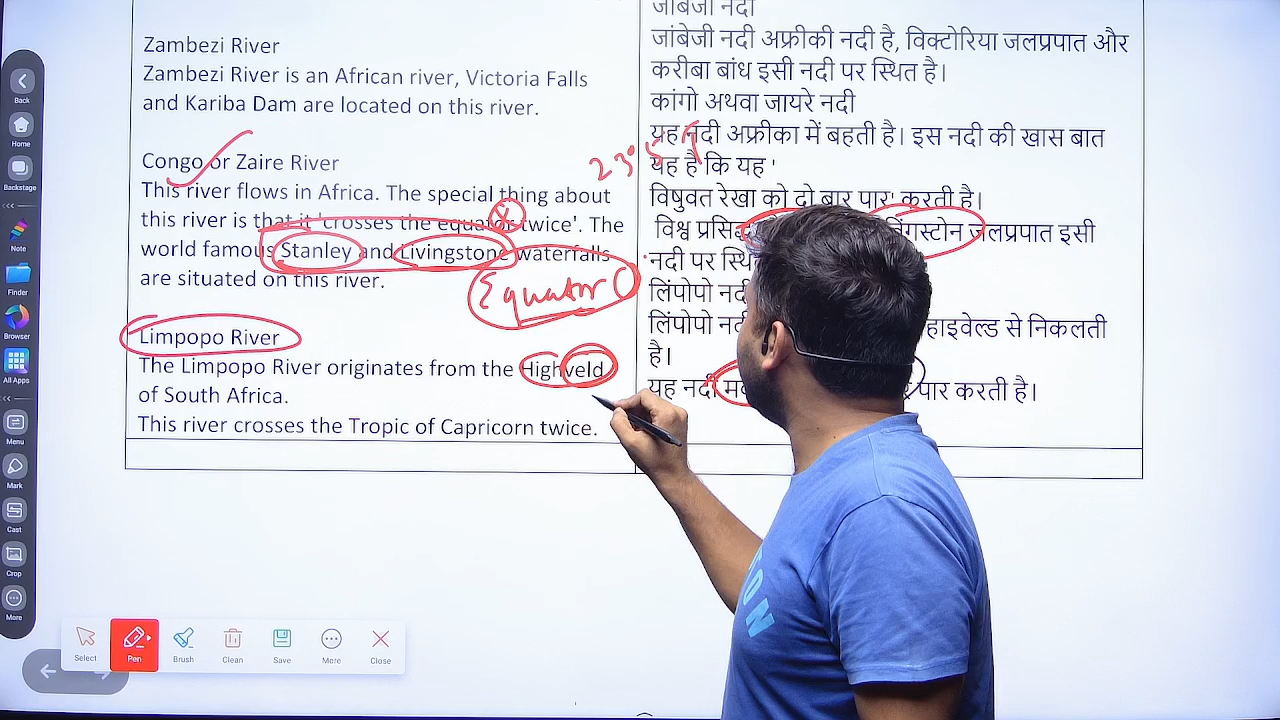 Zambezi River
Zambezi River is an African river, Victoria Falls
and Kariba Dam are located on this river.
Congo or Zaire River
This river flows in Africa. The special thing about
this river is that it 'crosses the equator twice'. The
world famous Stanley and Livingstone waterfalls
are situated on this river.
Equator
Limpopo River
The Limpopo River originates from the Highveld
of South Africa.
This river crosses the Tropic of Capricorn twice.
जांबेजी नदी
जांबेजी नदी अफ्रीकी नदी है, विक्टोरिया जलप्रपात और
करीबा बांध इसी नदी पर स्थित है।
कांगो अथवा जायरे नदी
यह नदी अफ्रीका में बहती है। इस नदी की खास बात
23°
यह है कि यह '
विषुवत रेखा को दो बार पार करती है।
विश्व जलप्रपात इसी
नदी पर
लिंपोपो
लिंपोपो हाइवेल्ड से निकलती
है।
यह नदी पार करती है।
Back
Home
Backstage
Note
Finder
Browser
All Apps
Menu
Mark
Cast
Crop
More
Select
Pen
Brush
Clean
Save
More
Close